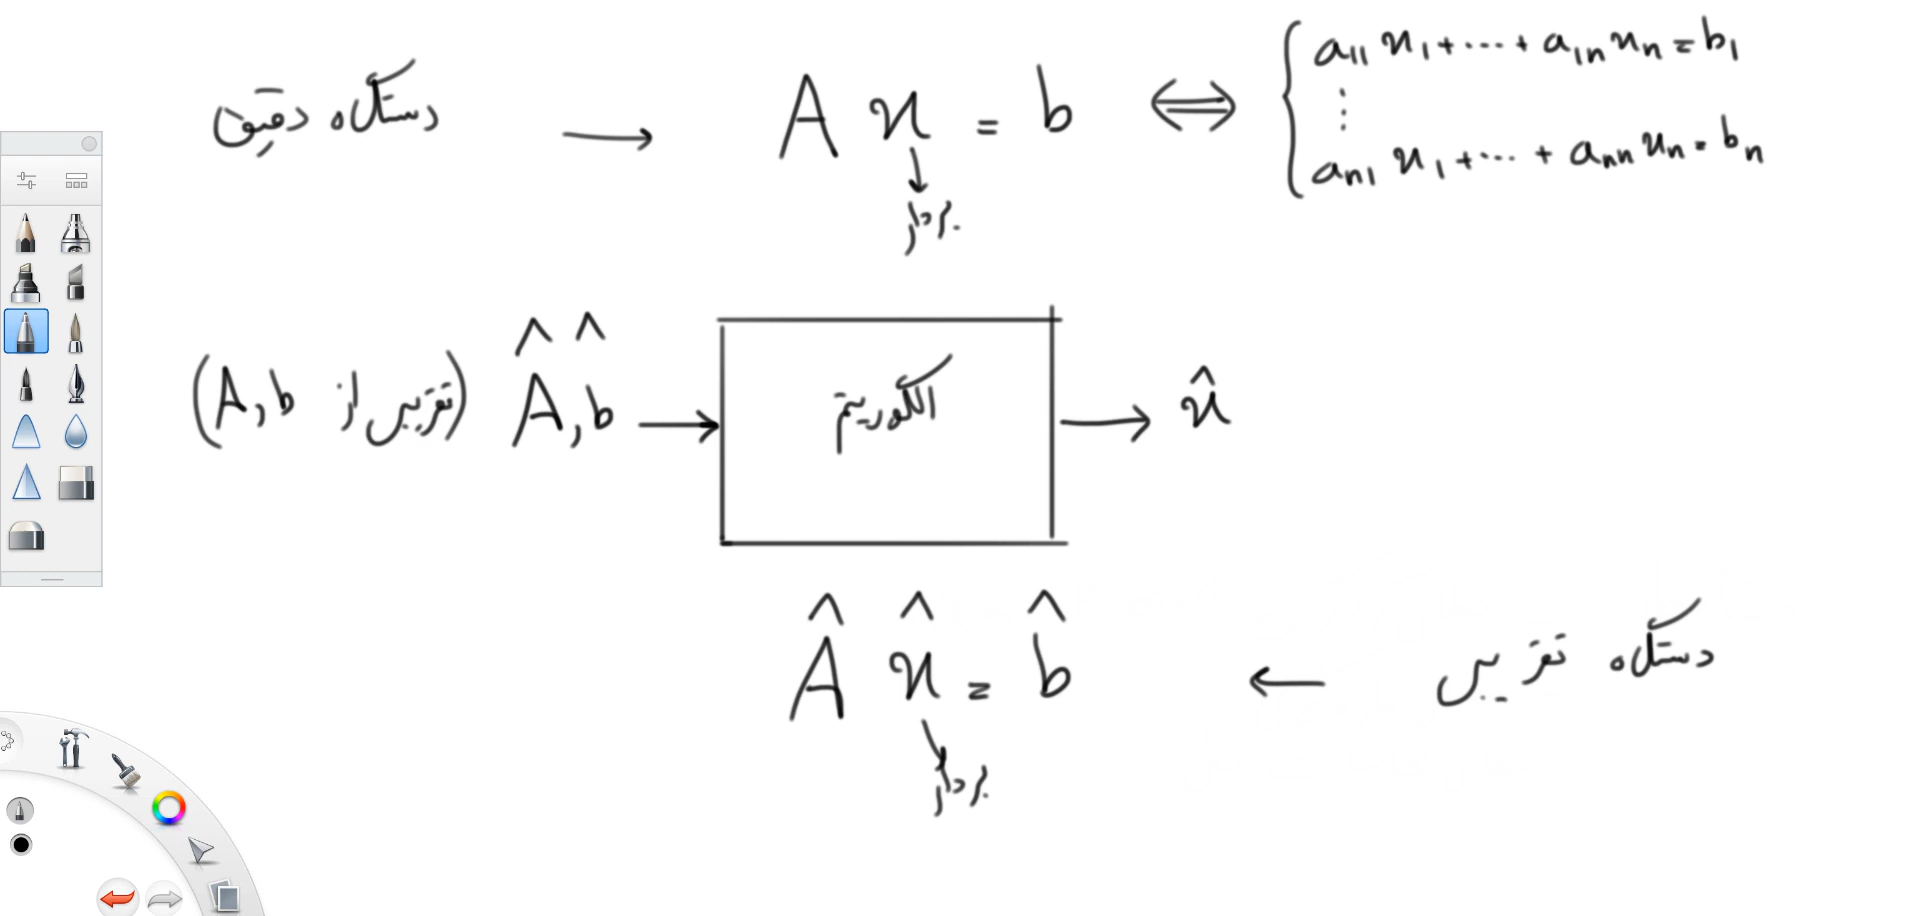 دستگاه دقیق → A x = b ⟺ { a₁₁ x₁ + ... + a₁ₙ xₙ = b₁
⋮
aₙ₁ x₁ + ... + aₙₙ xₙ = bₙ
بردار
(تقریبی از A, b) Â, b̂ → الگوریتم → x̂
دستگاه تقریبی → Â x̂ = b̂
بردار